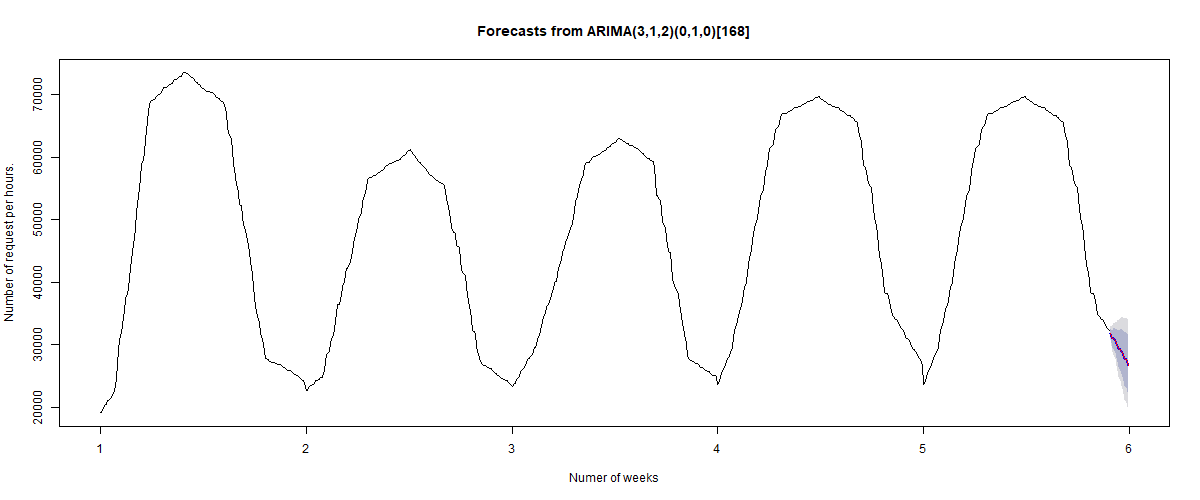 Forecasts from ARIMA(3,1,2)(0,1,0)[168]
Number of request per hours.
70000
60000
50000
40000
30000
20000
1 2 3 4 5 6
Numer of weeks